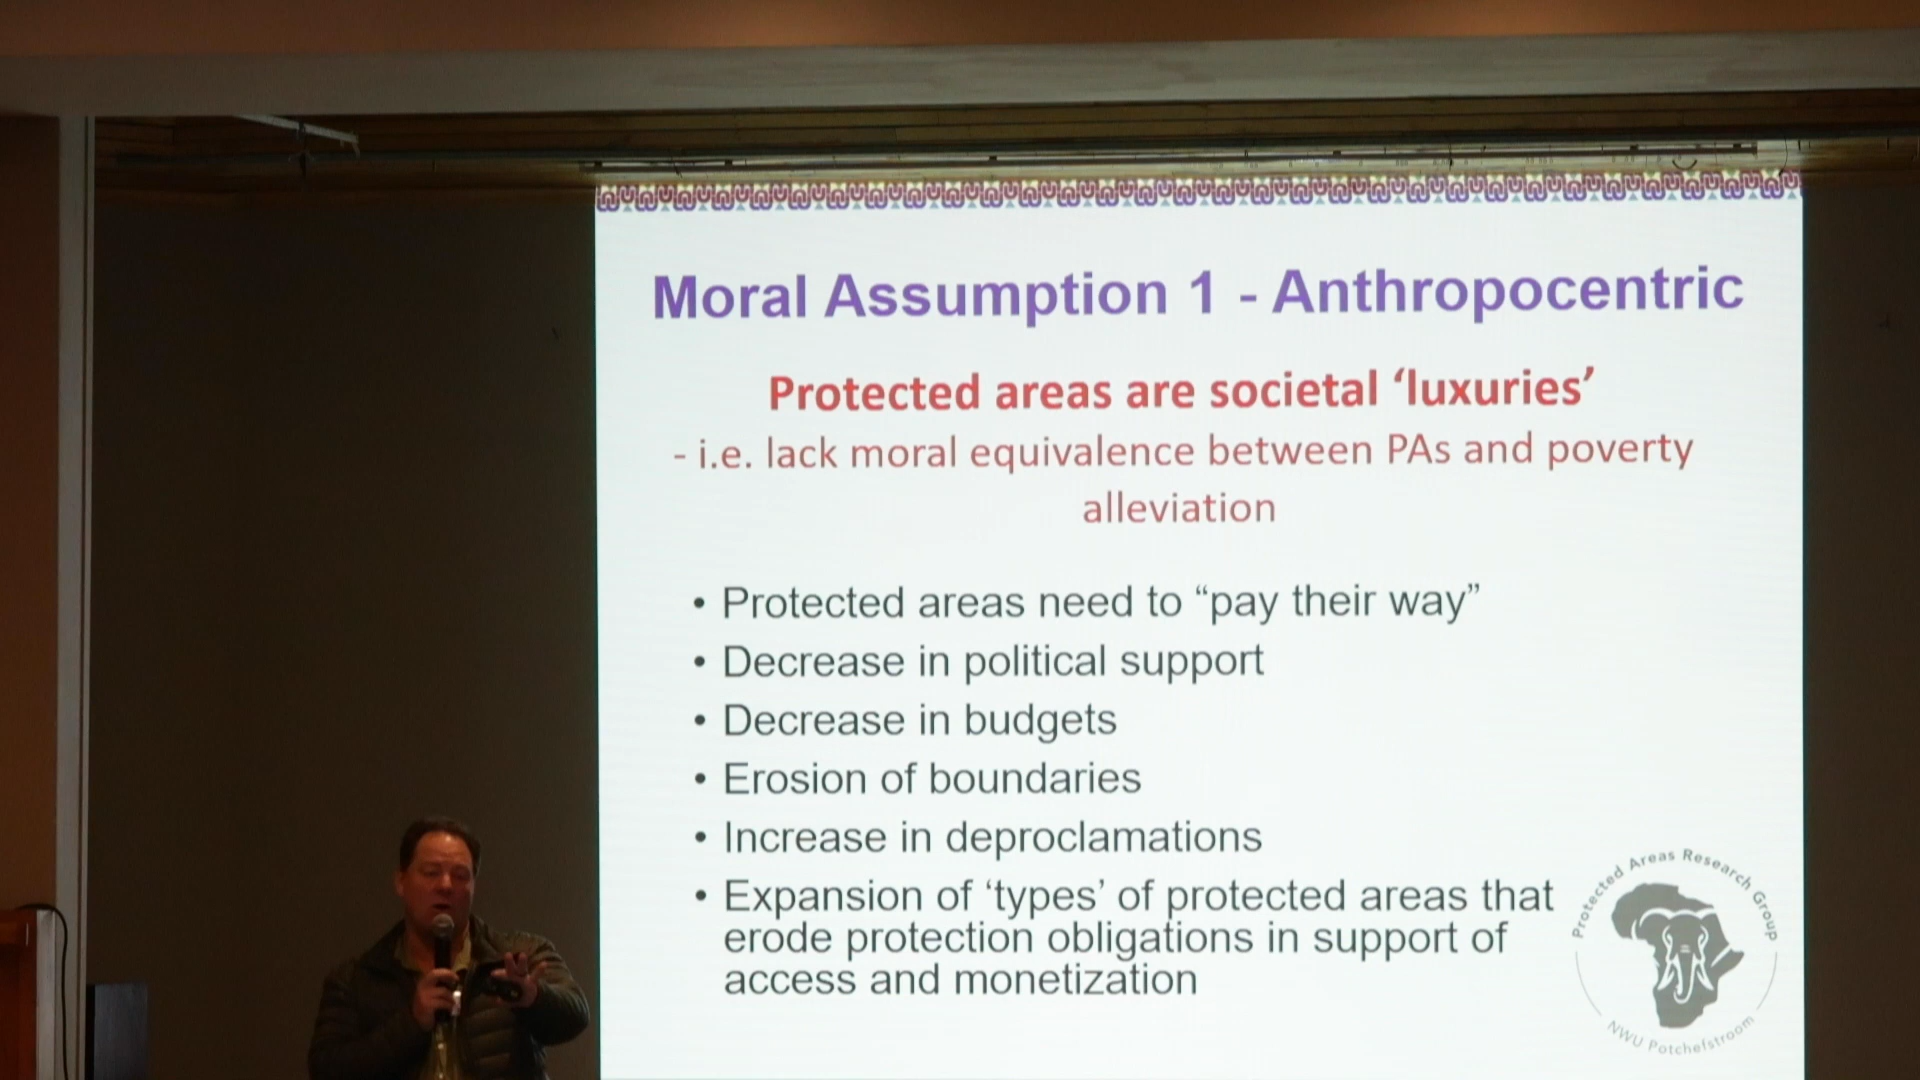 Moral Assumption 1 - Anthropocentric
Protected areas are societal ‘luxuries’
- i.e. lack moral equivalence between PAs and poverty
alleviation
• Protected areas need to “pay their way”
• Decrease in political support
• Decrease in budgets
• Erosion of boundaries
• Increase in deproclamations
• Expansion of ‘types’ of protected areas that
erode protection obligations in support of
access and monetization
Protected Areas Research Group
NWU Potchefstroom